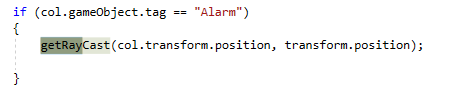 if (col.gameObject.tag == "Alarm")
{
getRayCast(col.transform.position, transform.position);
}